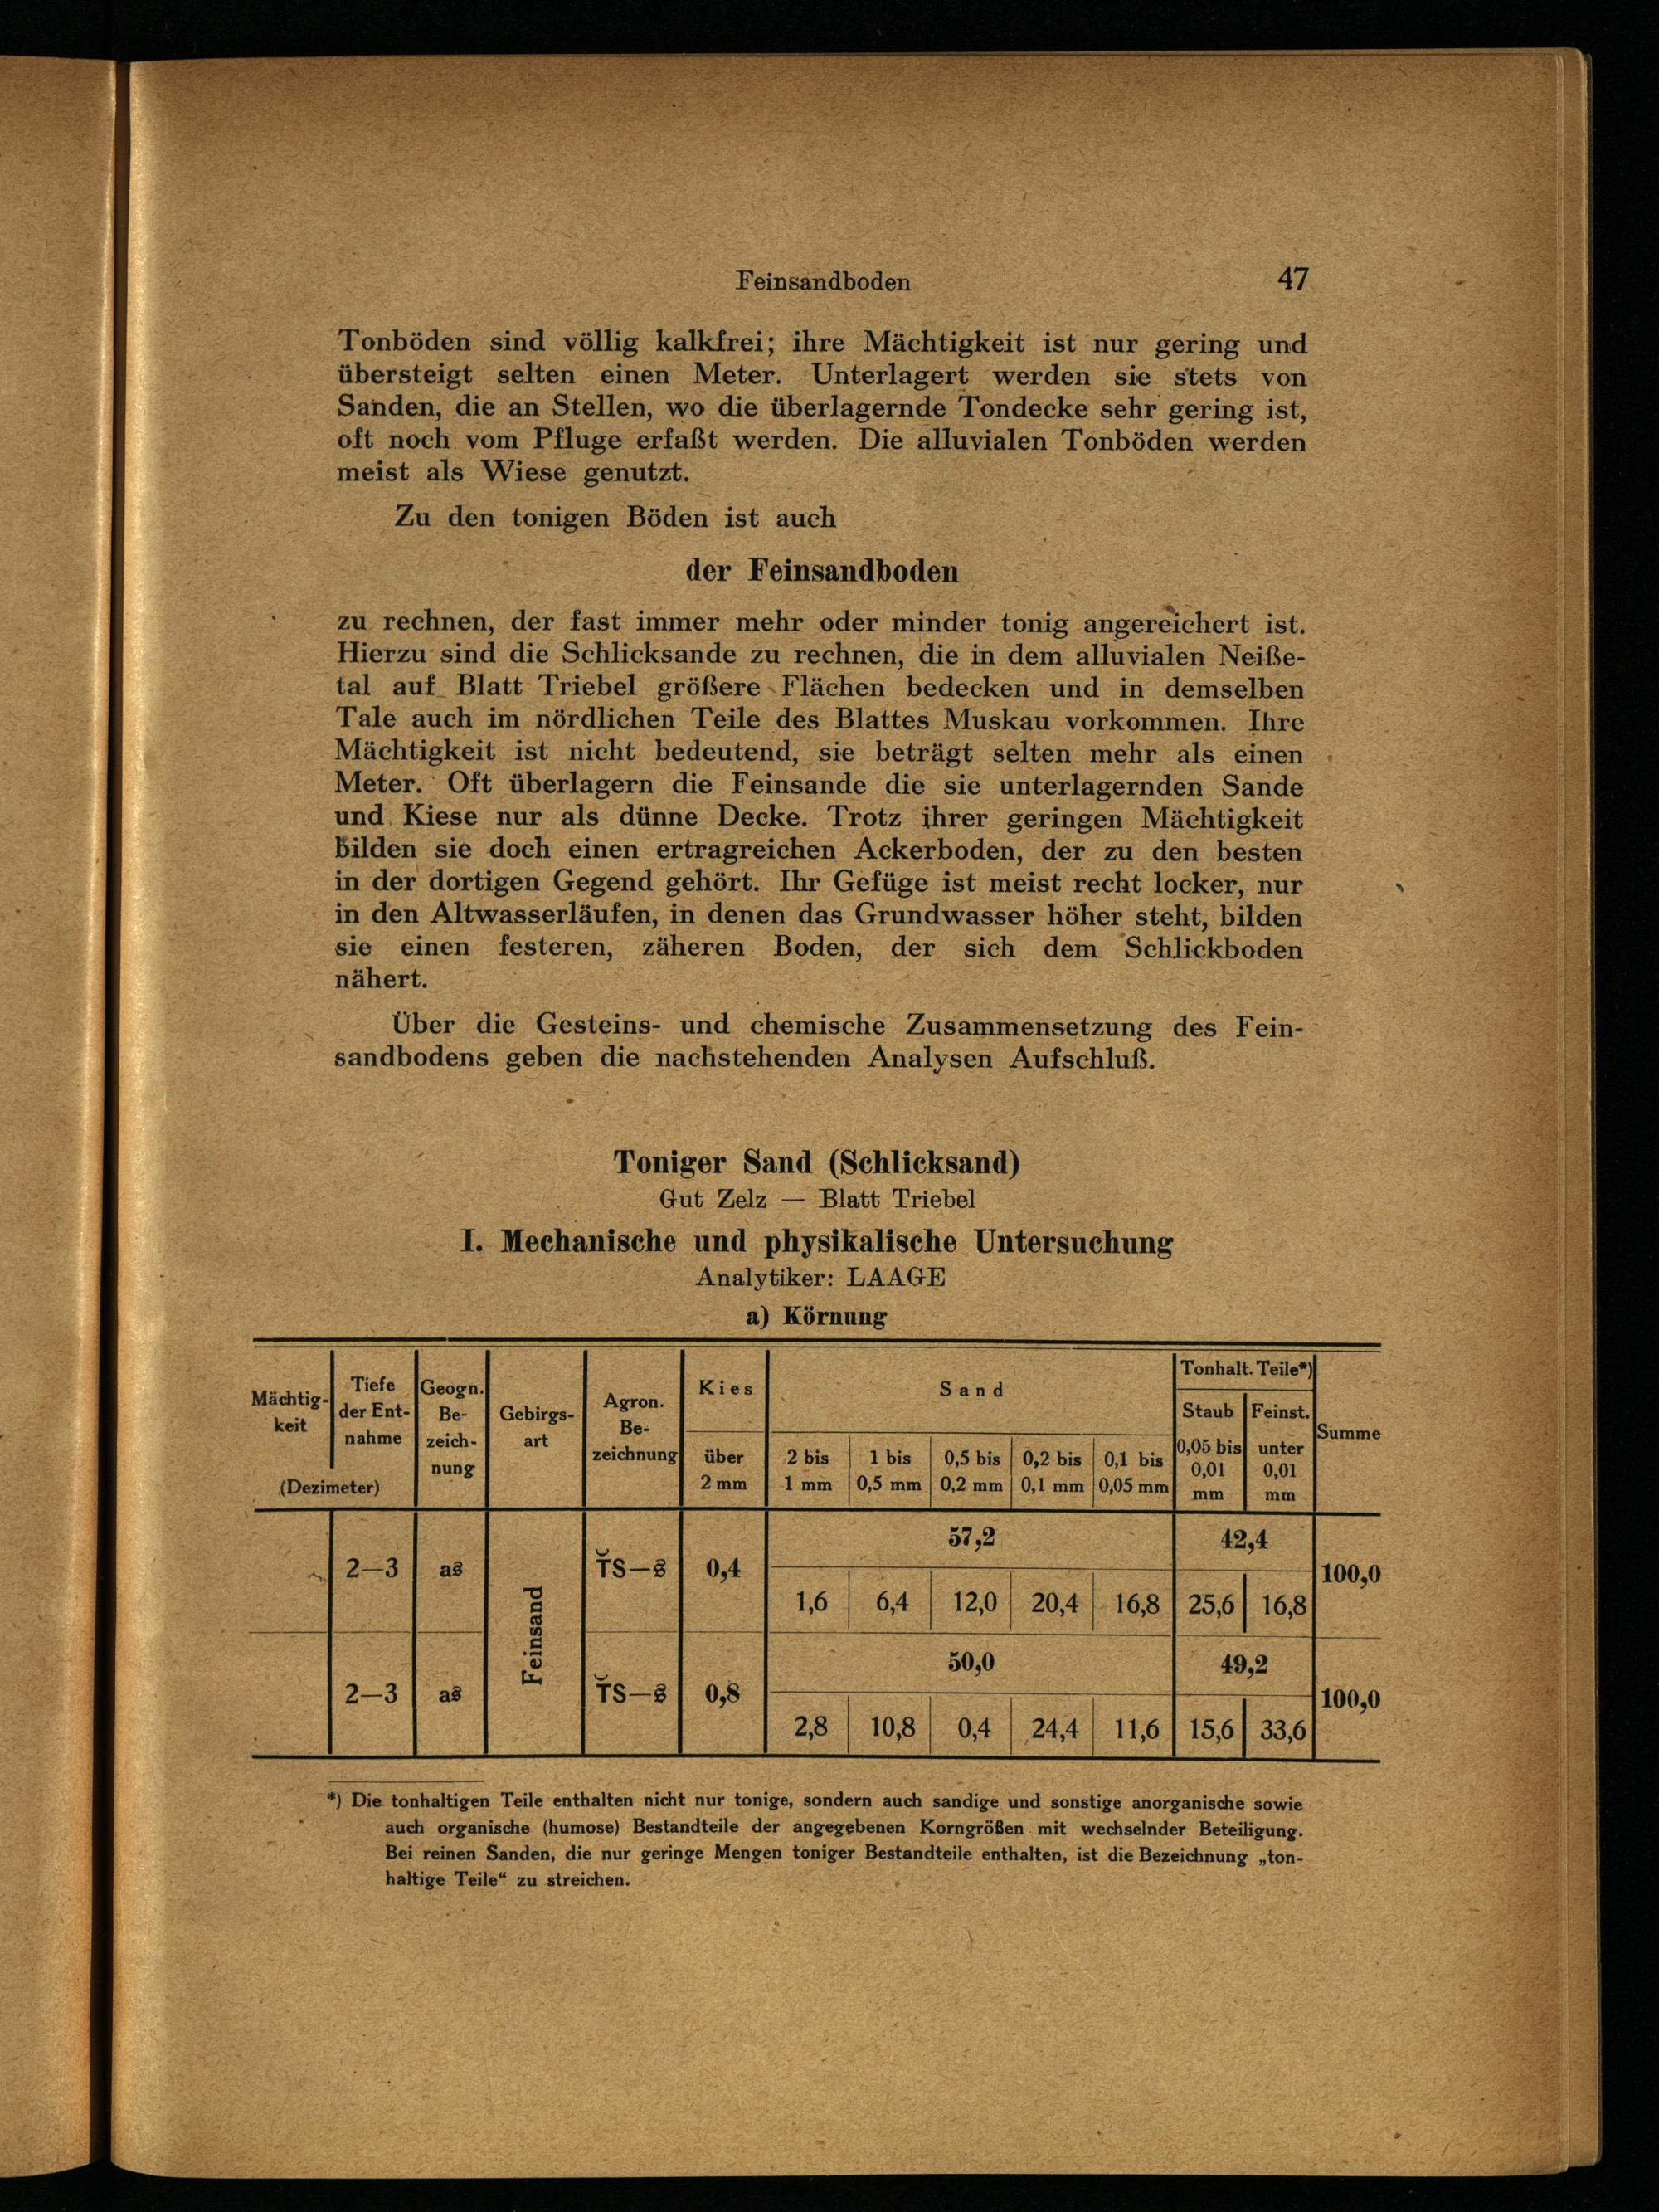 Feinsandboden 47
Tonböden sind völlig kalkfrei; ihre Mächtigkeit ist nur gering und
übersteigt selten einen Meter. Unterlagert werden sie stets von
Sanden, die an Stellen, wo die überlagernde Tondecke sehr gering ist,
oft noch vom Pfluge erfaßt werden. Die alluvialen Tonböden werden
meist als Wiese genutzt.
Zu den tonigen Böden ist auch
der Feinsandboden
zu rechnen, der fast immer mehr oder minder tonig angereichert ist.
Hierzu sind die Schlicksande zu rechnen, die in dem alluvialen Neiße-
tal auf Blatt Triebel größere Flächen bedecken und in demselben
Tale auch im nördlichen Teile des Blattes Muskau vorkommen. Ihre
Mächtigkeit ist nicht bedeutend, sie beträgt selten mehr als einen
Meter. Oft überlagern die Feinsande die sie unterlagernden Sande
und Kiese nur als dünne Decke. Trotz ihrer geringen Mächtigkeit
bilden sie doch einen ertragreichen Ackerboden, der zu den besten
in der dortigen Gegend gehört. Ihr Gefüge ist meist recht locker, nur
in den Altwasserläufen, in denen das Grundwasser höher steht, bilden
sie einen festeren, zäheren Boden, der sich dem Schlickboden
nähert.
Über die Gesteins- und chemische Zusammensetzung des Fein-
sandbodens geben die nachstehenden Analysen Aufschluß.
Toniger Sand (Schlicksand)
Gut Zelz — Blatt Triebel
I. Mechanische und physikalische Untersuchung
Analytiker: LAAGE
a) Körnung
Mächtig-
keit
Tiefe
der Ent-
nahme
(Dezimeter)
Geogn.
Be-
zeich-
nung
Gebirgs-
art
Agron.
Be-
zeichnung
Kies
über
2 mm
Sand
2 bis 1 bis 0,5 bis 0,2 bis 0,1 bis
1 mm 0,5 mm 0,2 mm 0,1 mm 0,05 mm
Tonhalt. Teile*)
Staub Feinst.
0,05 bis unter
0,01 0,01
mm mm
Summe
57,2 42,4
2—3 as Feinsand T̆S—s 0,4 100,0
1,6 6,4 12,0 20,4 16,8 25,6 16,8
50,0 49,2
2—3 as T̆S—s 0,8 100,0
2,8 10,8 0,4 24,4 11,6 15,6 33,6
*) Die tonhaltigen Teile enthalten nicht nur tonige, sondern auch sandige und sonstige anorganische sowie
auch organische (humose) Bestandteile der angegebenen Korngrößen mit wechselnder Beteiligung.
Bei reinen Sanden, die nur geringe Mengen toniger Bestandteile enthalten, ist die Bezeichnung „ton-
haltige Teile“ zu streichen.